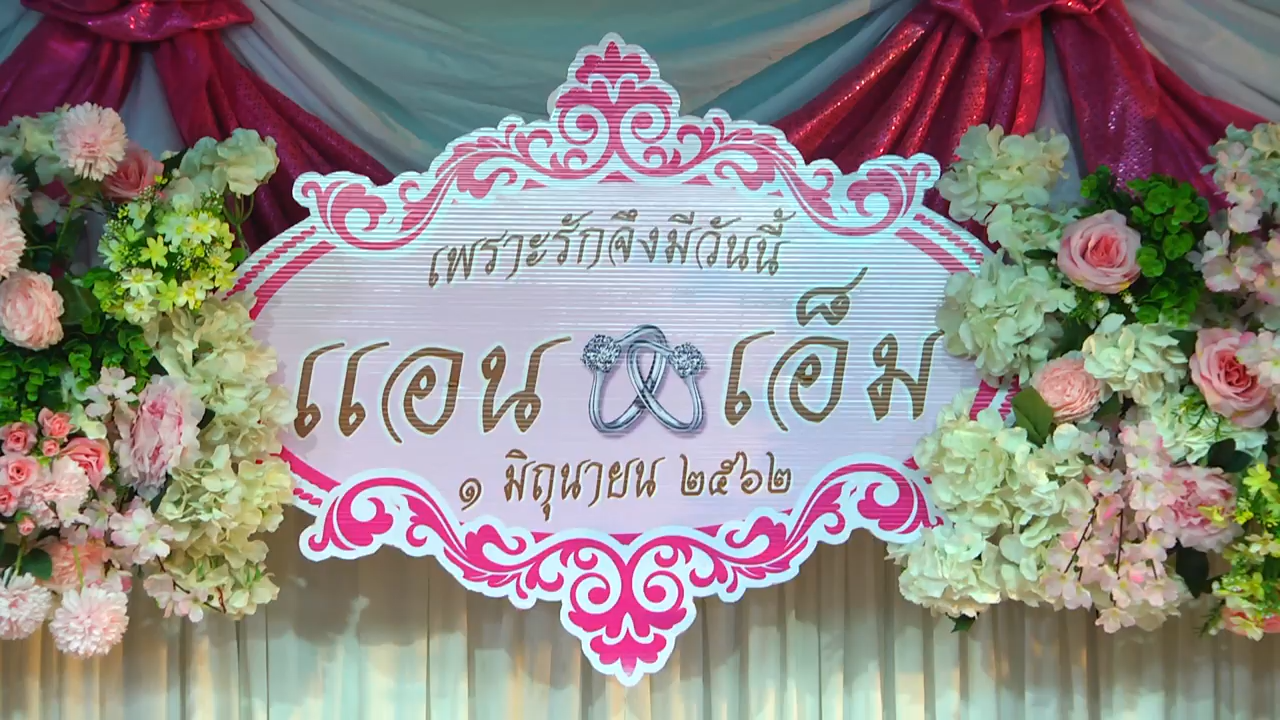 เพราะรักจึงมีวันนี้
แอน เอ็ม
๑ มิถุนายน ๒๕๖๒